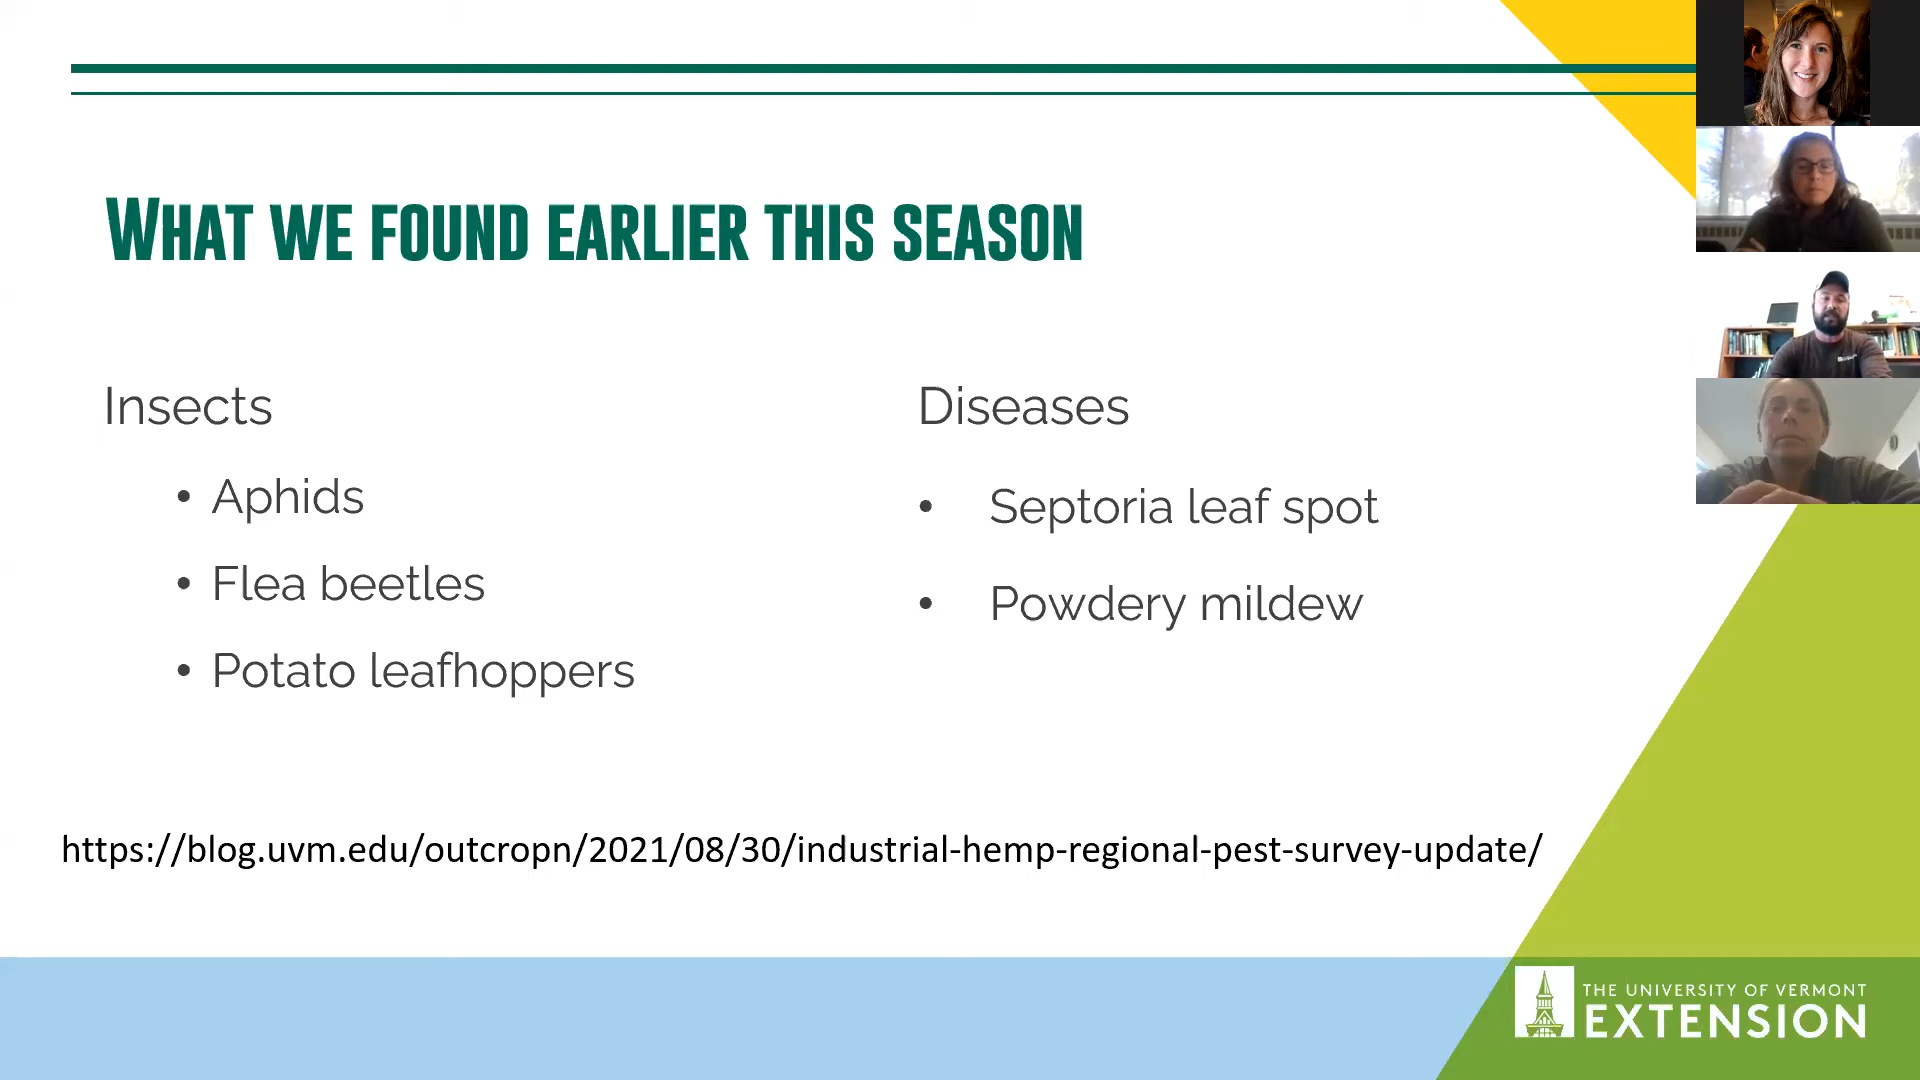 What we found earlier this season
Insects
• Aphids
• Flea beetles
• Potato leafhoppers
Diseases
• Septoria leaf spot
• Powdery mildew
https://blog.uvm.edu/outcropn/2021/08/30/industrial-hemp-regional-pest-survey-update/
THE UNIVERSITY OF VERMONT
EXTENSION